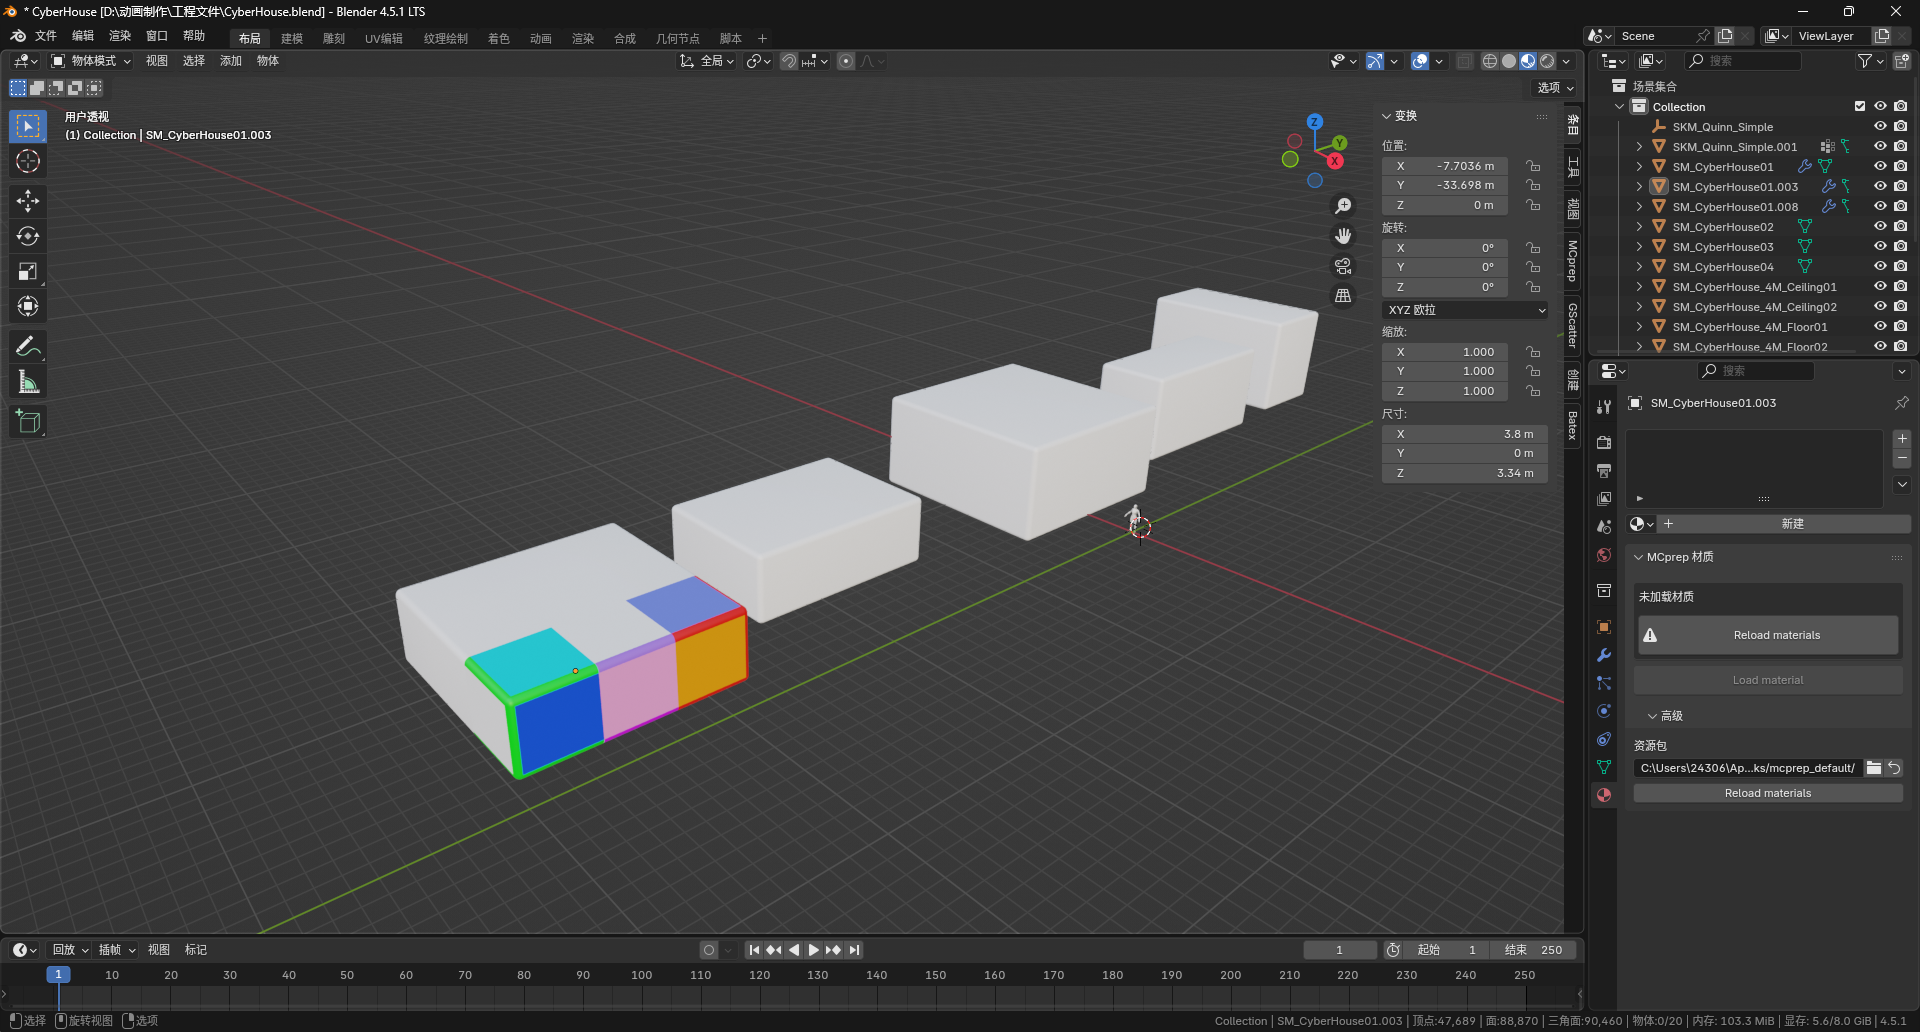 * CyberHouse [D:\动画制作\工程文件\CyberHouse.blend] - Blender 4.5.1 LTS
文件 编辑 渲染 窗口 帮助 布局 建模 雕刻 UV编辑 纹理绘制 着色 动画 渲染 合成 几何节点 脚本 +
Scene ViewLayer
物体模式 视图 选择 添加 物体 全局
选项
搜索
用户透视
(1) Collection | SM_CyberHouse01.003
Z
Y
X
变换
位置:
X -7.7036 m
Y -33.698 m
Z 0 m
旋转:
X 0°
Y 0°
Z 0°
XYZ 欧拉
缩放:
X 1.000
Y 1.000
Z 1.000
尺寸:
X 3.8 m
Y 0 m
Z 3.34 m
条目
工具
视图
MCprep
GScatter
创建
Batex
场景集合
Collection
SKM_Quinn_Simple
SKM_Quinn_Simple.001
SM_CyberHouse01
SM_CyberHouse01.003
SM_CyberHouse01.008
SM_CyberHouse02
SM_CyberHouse03
SM_CyberHouse04
SM_CyberHouse_4M_Ceiling01
SM_CyberHouse_4M_Ceiling02
SM_CyberHouse_4M_Floor01
SM_CyberHouse_4M_Floor02
搜索
SM_CyberHouse01.003
新建
MCprep 材质
未加载材质
Reload materials
Load material
高级
资源包
C:\Users\24306\Ap...ks/mcprep_default/
Reload materials
回放 插帧 视图 标记
1 起始 1 结束 250
1 10 20 30 40 50 60 70 80 90 100 110 120 130 140 150 160 170 180 190 200 210 220 230 240 250
选择 旋转视图 选项
Collection | SM_CyberHouse01.003 | 顶点:47,689 | 面:88,870 | 三角面:90,460 | 物体:0/20 | 内存: 103.3 MiB | 显存: 5.6/8.0 GiB | 4.5.1